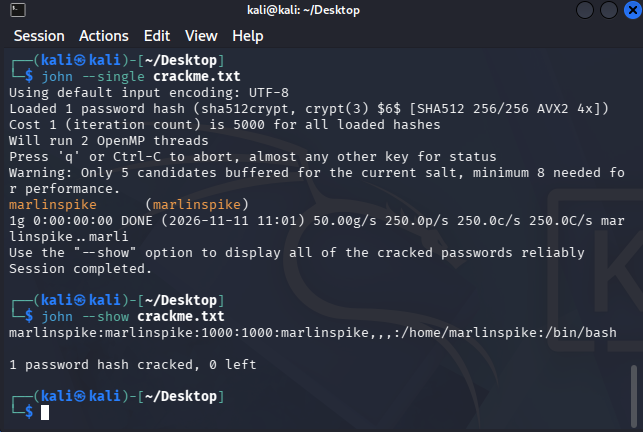 kali@kali: ~/Desktop
Session Actions Edit View Help
┌──(kali㉿kali)-[~/Desktop]
└─$ john --single crackme.txt
Using default input encoding: UTF-8
Loaded 1 password hash (sha512crypt, crypt(3) $6$ [SHA512 256/256 AVX2 4x])
Cost 1 (iteration count) is 5000 for all loaded hashes
Will run 2 OpenMP threads
Press 'q' or Ctrl-C to abort, almost any other key for status
Warning: Only 5 candidates buffered for the current salt, minimum 8 needed fo
r performance.
marlinspike      (marlinspike)
1g 0:00:00:00 DONE (2026-11-11 11:01) 50.00g/s 250.0p/s 250.0c/s 250.0C/s mar
linspike..marli
Use the "--show" option to display all of the cracked passwords reliably
Session completed.
┌──(kali㉿kali)-[~/Desktop]
└─$ john --show crackme.txt
marlinspike:marlinspike:1000:1000:marlinspike,,,:/home/marlinspike:/bin/bash
1 password hash cracked, 0 left
┌──(kali㉿kali)-[~/Desktop]
└─$